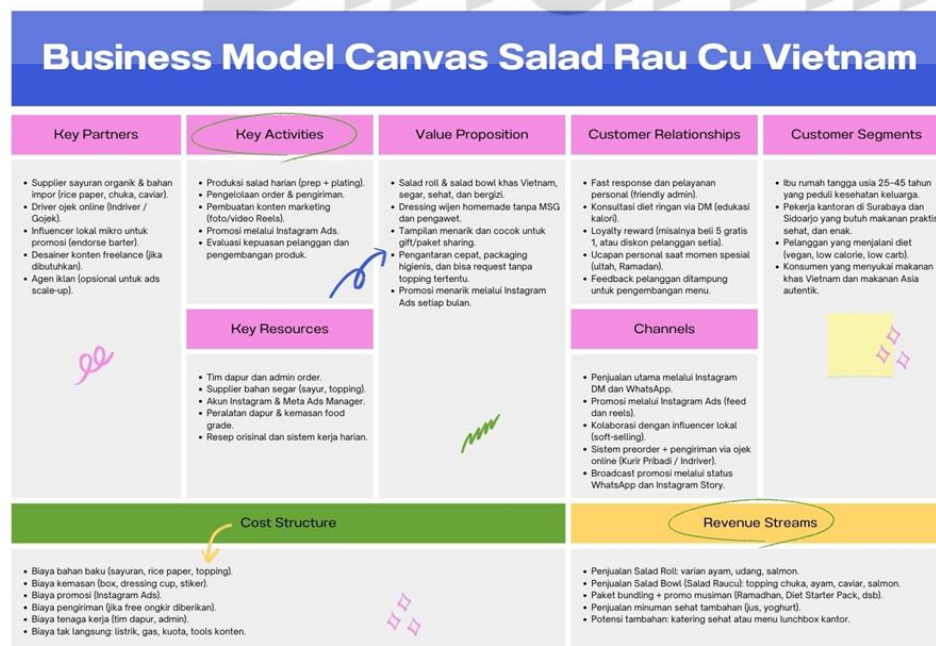 Business Model Canvas Salad Rau Cu Vietnam
Key Partners
• Supplier sayuran organik & bahan
impor (rice paper, chuka, caviar).
• Driver ojek online (Indriver /
Gojek).
• Influencer lokal mikro untuk
promosi (endorse barter).
• Desainer konten freelance (jika
dibutuhkan).
• Agen iklan (opsional untuk ads
scale-up).
Key Activities
• Produksi salad harian (prep + plating).
• Pengelolaan order & pengiriman.
• Pembuatan konten marketing
(foto/video Reels).
• Promosi melalui Instagram Ads.
• Evaluasi kepuasan pelanggan dan
pengembangan produk.
Key Resources
• Tim dapur dan admin order.
• Supplier bahan segar (sayur, topping).
• Akun Instagram & Meta Ads Manager.
• Peralatan dapur & kemasan food
grade.
• Resep orisinal dan sistem kerja harian.
Value Proposition
• Salad roll & salad bowl khas Vietnam,
segar, sehat, dan bergizi.
• Dressing wijen homemade tanpa MSG
dan pengawet.
• Tampilan menarik dan cocok untuk
gift/paket sharing.
• Pengantaran cepat, packaging
higienis, dan bisa request tanpa
topping tertentu.
• Promosi menarik melalui Instagram
Ads setiap bulan.
Customer Relationships
• Fast response dan pelayanan
personal (friendly admin).
• Konsultasi diet ringan via DM (edukasi
kalori).
• Loyalty reward (misalnya beli 5 gratis
1, atau diskon pelanggan setia).
• Ucapan personal saat momen spesial
(ultah, Ramadan).
• Feedback pelanggan ditampung
untuk pengembangan menu.
Channels
• Penjualan utama melalui Instagram
DM dan WhatsApp.
• Promosi melalui Instagram Ads (feed
dan reels).
• Kolaborasi dengan influencer lokal
(soft-selling).
• Sistem preorder + pengiriman via ojek
online (Kurir Pribadi / Indriver).
• Broadcast promosi melalui status
WhatsApp dan Instagram Story.
Customer Segments
• Ibu rumah tangga usia 25–45 tahun
yang peduli kesehatan keluarga.
• Pekerja kantoran di Surabaya dan
Sidoarjo yang butuh makanan praktis
sehat, dan enak.
• Pelanggan yang menjalani diet
(vegan, low calorie, low carb).
• Konsumen yang menyukai makanan
khas Vietnam dan makanan Asia
autentik.
Cost Structure
• Biaya bahan baku (sayuran, rice paper, topping).
• Biaya kemasan (box, dressing cup, stiker).
• Biaya promosi (Instagram Ads).
• Biaya pengiriman (jika free ongkir diberikan).
• Biaya tenaga kerja (tim dapur, admin).
• Biaya tak langsung: listrik, gas, kuota, tools konten.
Revenue Streams
• Penjualan Salad Roll: varian ayam, udang, salmon.
• Penjualan Salad Bowl (Salad Raucu): topping chuka, ayam, caviar, salmon.
• Paket bundling + promo musiman (Ramadhan, Diet Starter Pack, dsb).
• Penjualan minuman sehat tambahan (jus, yoghurt).
• Potensi tambahan: katering sehat atau menu lunchbox kantor.